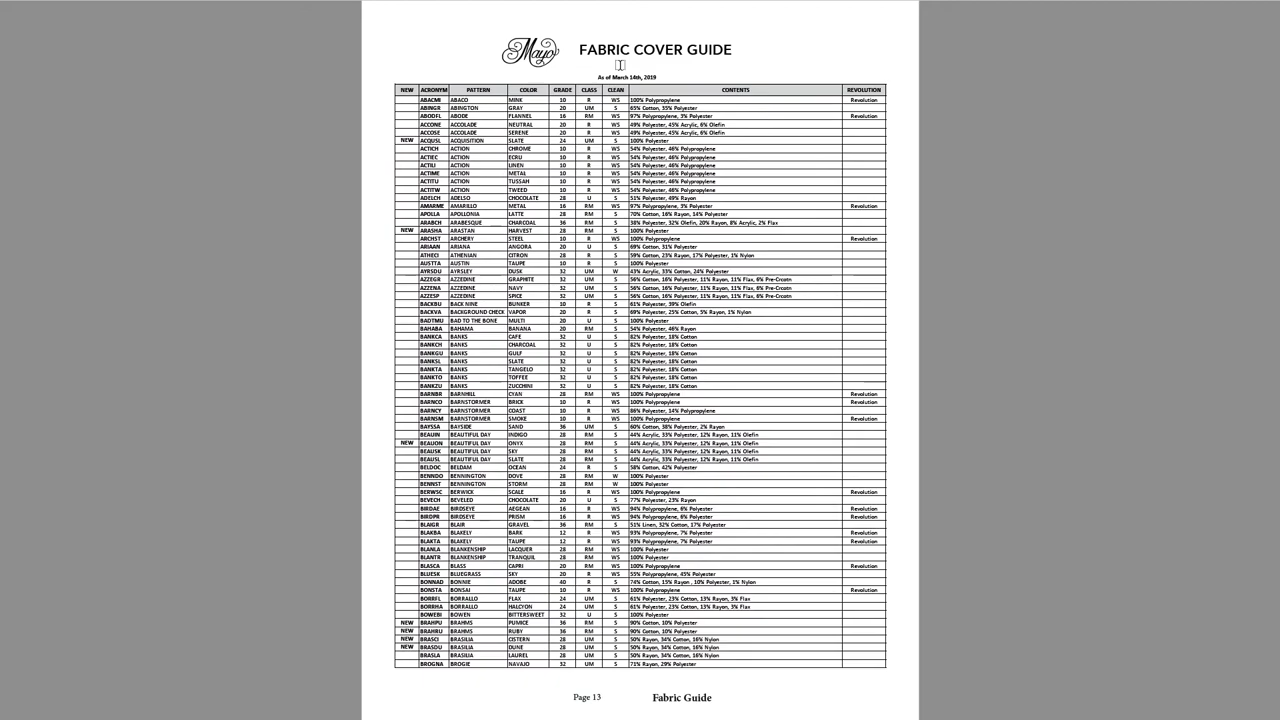 Mayo FABRIC COVER GUIDE
As of March 14th, 2019
NEW ACRONYM PATTERN COLOR GRADE CLASS CLEAN CONTENTS REVOLUTION
ABACMI ABACO MINK 10 R WS 100% Polypropylene Revolution
ABINGR ABINGTON GRAY 20 UM S 65% Cotton, 35% Polyester
ABODFL ABODE FLANNEL 16 RM WS 97% Polypropylene, 3% Polyester Revolution
ACCONE ACCOLADE NEUTRAL 20 R WS 49% Polyester, 45% Acrylic, 6% Olefin
ACCOSE ACCOLADE SERENE 20 R WS 49% Polyester, 45% Acrylic, 6% Olefin
NEW ACQUSL ACQUISITION SLATE 24 UM S 100% Polyester
ACTICH ACTION CHROME 10 R WS 54% Polyester, 46% Polypropylene
ACTIEC ACTION ECRU 10 R WS 54% Polyester, 46% Polypropylene
ACTILI ACTION LINEN 10 R WS 54% Polyester, 46% Polypropylene
ACTIME ACTION METAL 10 R WS 54% Polyester, 46% Polypropylene
ACTITU ACTION TUSSAH 10 R WS 54% Polyester, 46% Polypropylene
ACTITW ACTION TWEED 10 R WS 54% Polyester, 46% Polypropylene
ADELCH ADELSO CHOCOLATE 28 U S 51% Polyester, 49% Rayon
AMARME AMARILLO METAL 16 RM WS 97% Polypropylene, 3% Polyester Revolution
APOLLA APOLLONIA LATTE 28 RM S 70% Cotton, 16% Rayon, 14% Polyester
ARABCH ARABESQUE CHARCOAL 36 RM S 38% Polyester, 32% Olefin, 20% Rayon, 8% Acrylic, 2% Flax
NEW ARASHA ARASTAN HARVEST 28 RM S 100% Polyester
ARCHST ARCHERY STEEL 10 R WS 100% Polypropylene Revolution
ARIAAN ARIANA ANGORA 20 U S 69% Cotton, 31% Polyester
ATHECI ATHENIAN CITRON 28 R S 59% Cotton, 23% Rayon, 17% Polyester, 1% Nylon
AUSTTA AUSTIN TAUPE 10 R S 100% Polyester
AYRSDU AYRSLEY DUSK 32 UM W 43% Acrylic, 33% Cotton, 24% Polyester
AZZEGR AZZEDINE GRAPHITE 32 UM S 56% Cotton, 16% Polyester, 11% Rayon, 11% Flax, 6% Pre-Crcotn
AZZENA AZZEDINE NAVY 32 UM S 56% Cotton, 16% Polyester, 11% Rayon, 11% Flax, 6% Pre-Crcotn
AZZESP AZZEDINE SPICE 32 UM S 56% Cotton, 16% Polyester, 11% Rayon, 11% Flax, 6% Pre-Crcotn
BACKBU BACK NINE BUNKER 10 R S 61% Polyester, 39% Olefin
BACKVA BACKGROUND CHECK VAPOR 20 R S 69% Polyester, 25% Cotton, 5% Rayon, 1% Nylon
BADTMU BAD TO THE BONE MULTI 20 U S 100% Polyester
BAHABA BAHAMA BANANA 20 RM S 54% Polyester, 46% Rayon
BANKCA BANKS CAFE 32 U S 82% Polyester, 18% Cotton
BANKCH BANKS CHARCOAL 32 U S 82% Polyester, 18% Cotton
BANKGU BANKS GULF 32 U S 82% Polyester, 18% Cotton
BANKSL BANKS SLATE 32 U S 82% Polyester, 18% Cotton
BANKTA BANKS TANGELO 32 U S 82% Polyester, 18% Cotton
BANKTO BANKS TOFFEE 32 U S 82% Polyester, 18% Cotton
BANKZU BANKS ZUCCHINI 32 U S 82% Polyester, 18% Cotton
BARNBR BARNHILL CYAN 28 RM WS 100% Polypropylene Revolution
BARNCO BARNSTORMER BRICK 10 R WS 100% Polypropylene Revolution
BARNCY BARNSTORMER COAST 10 R WS 86% Polyester, 14% Polypropylene
BARNSM BARNSTORMER SMOKE 10 R WS 100% Polypropylene Revolution
BAYSSA BAYSIDE SAND 36 UM S 60% Cotton, 38% Polyester, 2% Rayon
BEAUIN BEAUTIFUL DAY INDIGO 28 RM S 44% Acrylic, 33% Polyester, 12% Rayon, 11% Olefin
NEW BEAUON BEAUTIFUL DAY ONYX 28 RM S 44% Acrylic, 33% Polyester, 12% Rayon, 11% Olefin
BEAUSK BEAUTIFUL DAY SKY 28 RM S 44% Acrylic, 33% Polyester, 12% Rayon, 11% Olefin
BEAUSL BEAUTIFUL DAY SLATE 28 RM S 44% Acrylic, 33% Polyester, 12% Rayon, 11% Olefin
BELDOC BELDAM OCEAN 24 R S 58% Cotton, 42% Polyester
BENNDO BENNINGTON DOVE 28 RM W 100% Polyester
BENNST BENNINGTON STORM 28 RM W 100% Polyester
BERWSC BERWICK SCALE 16 R WS 100% Polypropylene Revolution
BEVECH BEVELED CHOCOLATE 20 U S 77% Polyester, 23% Rayon
BIRDAE BIRDSEYE AEGEAN 16 R WS 94% Polypropylene, 6% Polyester Revolution
BIRDPR BIRDSEYE PRISM 16 R WS 94% Polypropylene, 6% Polyester Revolution
BLAIGR BLAIR GRAVEL 36 RM S 51% Linen, 32% Cotton, 17% Polyester
BLAKBA BLAKELY BARK 12 R WS 93% Polypropylene, 7% Polyester Revolution
BLAKTA BLAKELY TAUPE 12 R WS 93% Polypropylene, 7% Polyester Revolution
BLANLA BLANKENSHIP LACQUER 28 RM WS 100% Polyester
BLANTR BLANKENSHIP TRANQUIL 28 RM WS 100% Polyester
BLASCA BLASS CAPRI 20 RM WS 100% Polypropylene Revolution
BLUESK BLUEGRASS SKY 20 R WS 55% Polypropylene, 45% Polyester
BONNAD BONNIE ADOBE 40 R S 74% Cotton, 15% Rayon , 10% Polyester, 1% Nylon
BONSTA BONSAI TAUPE 10 R WS 100% Polypropylene Revolution
BORRFL BORRALLO FLAX 24 UM S 61% Polyester, 23% Cotton, 13% Rayon, 3% Flax
BORRHA BORRALLO HALCYON 24 UM S 61% Polyester, 23% Cotton, 13% Rayon, 3% Flax
BOWEBI BOWEN BITTERSWEET 32 U S 100% Polyester
NEW BRAHPU BRAHMS PUMICE 36 RM S 90% Cotton, 10% Polyester
NEW BRAHRU BRAHMS RUBY 36 RM S 90% Cotton, 10% Polyester
NEW BRASCI BRASILIA CISTERN 28 UM S 50% Rayon, 34% Cotton, 16% Nylon
NEW BRASDU BRASILIA DUNE 28 UM S 50% Rayon, 34% Cotton, 16% Nylon
BRASLA BRASILIA LAUREL 28 UM S 50% Rayon, 34% Cotton, 16% Nylon
BROGNA BROGIE NAVAJO 32 UM S 71% Rayon, 29% Polyester
Page 13 Fabric Guide